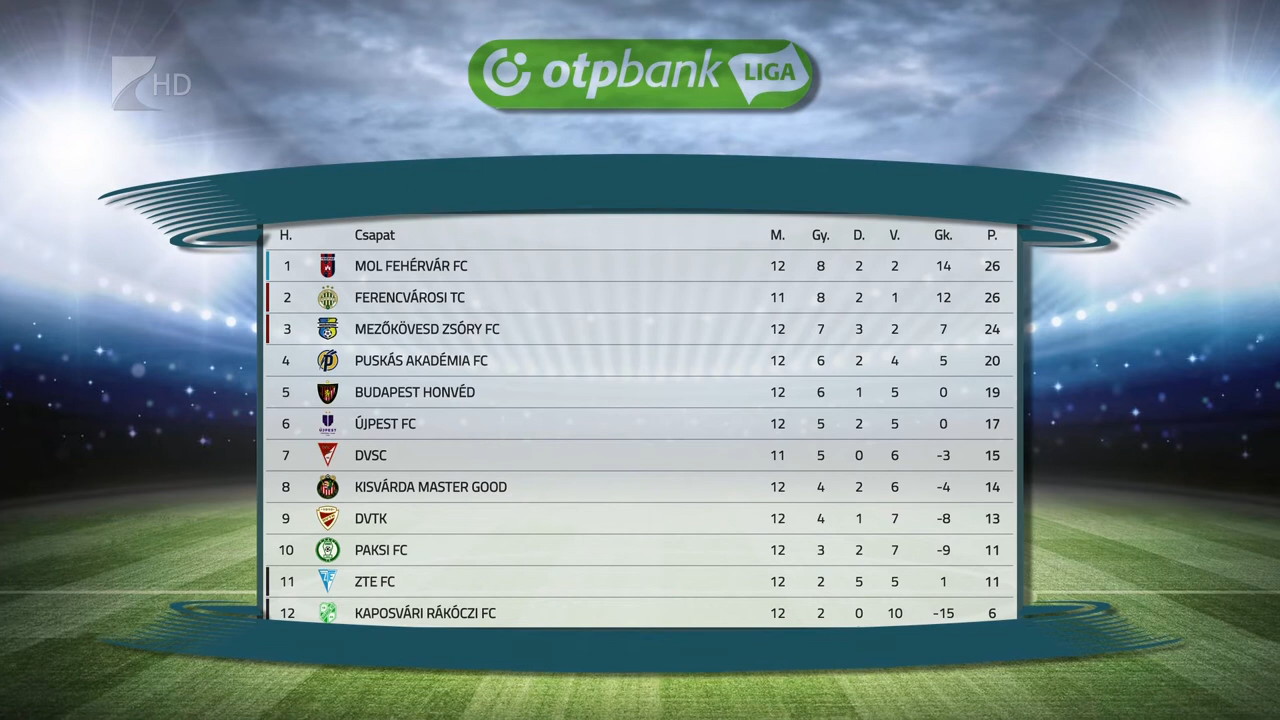 HD
otpbank LIGA
H. Csapat M. Gy. D. V. Gk. P.
1 MOL FEHÉRVÁR FC 12 8 2 2 14 26
2 FERENCVÁROSI TC 11 8 2 1 12 26
3 MEZŐKÖVESD ZSÓRY FC 12 7 3 2 7 24
4 PUSKÁS AKADÉMIA FC 12 6 2 4 5 20
5 BUDAPEST HONVÉD 12 6 1 5 0 19
6 ÚJPEST FC 12 5 2 5 0 17
7 DVSC 11 5 0 6 -3 15
8 KISVÁRDA MASTER GOOD 12 4 2 6 -4 14
9 DVTK 12 4 1 7 -8 13
10 PAKSI FC 12 3 2 7 -9 11
11 ZTE FC 12 2 5 5 1 11
12 KAPOSVÁRI RÁKÓCZI FC 12 2 0 10 -15 6